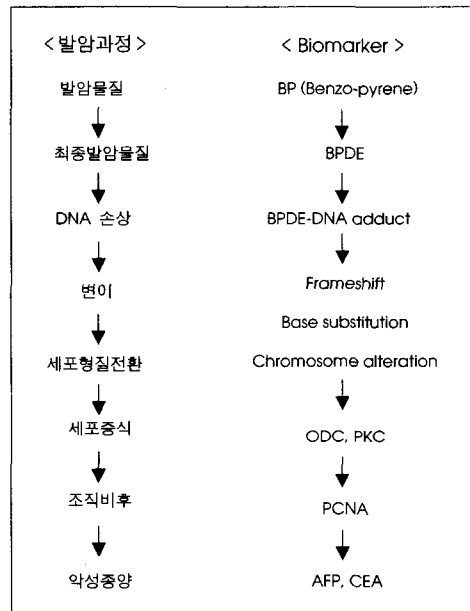 <발암과정> < Biomarker >
발암물질 BP (Benzo-pyrene)
최종발암물질 BPDE
DNA 손상 BPDE-DNA adduct
변이 Frameshift
Base substitution
세포형질전환 Chromosome alteration
세포증식 ODC, PKC
조직비후 PCNA
악성종양 AFP, CEA